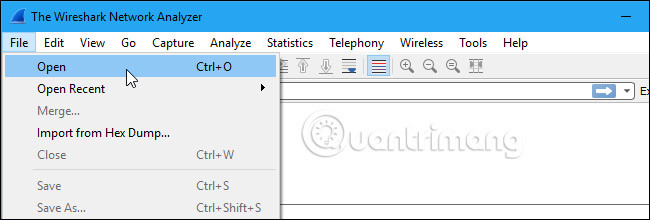 The Wireshark Network Analyzer
File Edit View Go Capture Analyze Statistics Telephony Wireless Tools Help
Open Ctrl+O
Open Recent
Merge...
Import from Hex Dump...
Close Ctrl+W
Save Ctrl+S
Save As... Ctrl+Shift+S
Ex
Quantrimang